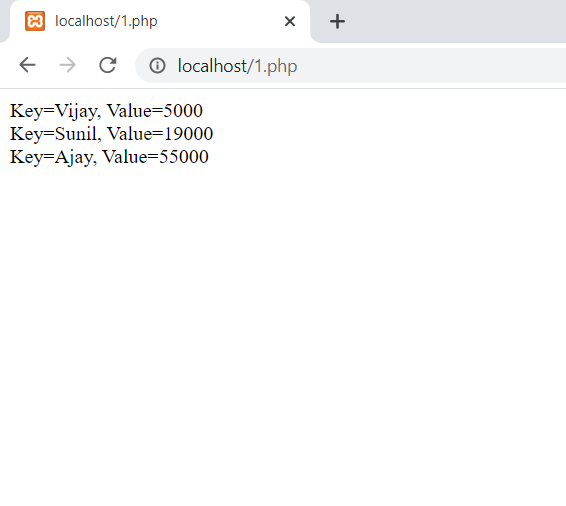 localhost/1.php
localhost/1.php
Key=Vijay, Value=5000
Key=Sunil, Value=19000
Key=Ajay, Value=55000